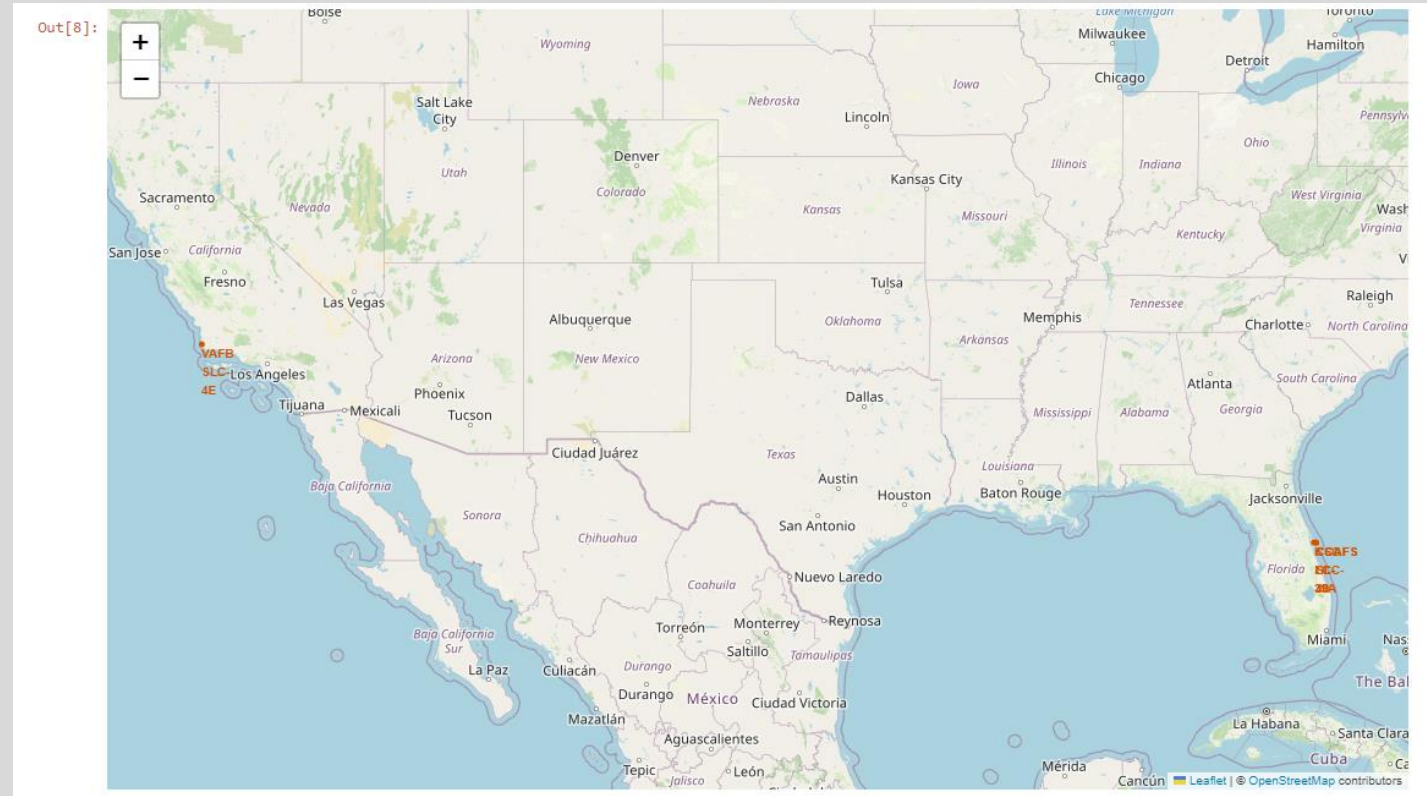 Out[8]:
+
−
Boise
Lake Michigan
Toronto
Wyoming
Milwaukee
Hamilton
Detroit
Chicago
Iowa
Salt Lake
City
Nebraska
Lincoln
Pennsylv
Ohio
Denver
Utah
Illinois
Indiana
Kansas City
Colorado
Sacramento
Nevada
Kansas
Missouri
West Virginia
Wash
Virginia
Kentucky
San Jose
California
Fresno
Las Vegas
Tulsa
Raleigh
Tennessee
Albuquerque
Oklahoma
Memphis
Charlotte
North Carolina
Arkansas
VAFB
SLC-
4E
Los Angeles
Arizona
New Mexico
South Carolina
Atlanta
Phoenix
Dallas
Tijuana
Mexicali
Tucson
Mississippi
Alabama
Georgia
Ciudad Juárez
Texas
Louisiana
Austin
Baja California
Houston
Baton Rouge
Jacksonville
Sonora
San Antonio
Chihuahua
Florida
Coahuila
Nuevo Laredo
Torreón
Monterrey
Reynosa
Baja California
Sur
Saltillo
Tamaulipas
Miami
Nas
La Paz
Culiacán
Durango
The Bal
Durango
México
Ciudad Victoria
Mazatlán
La Habana
Santa Clara
Aguascalientes
Cuba
Tepic
León
Jalisco
Mérida
Cancún
Leaflet | © OpenStreetMap contributors